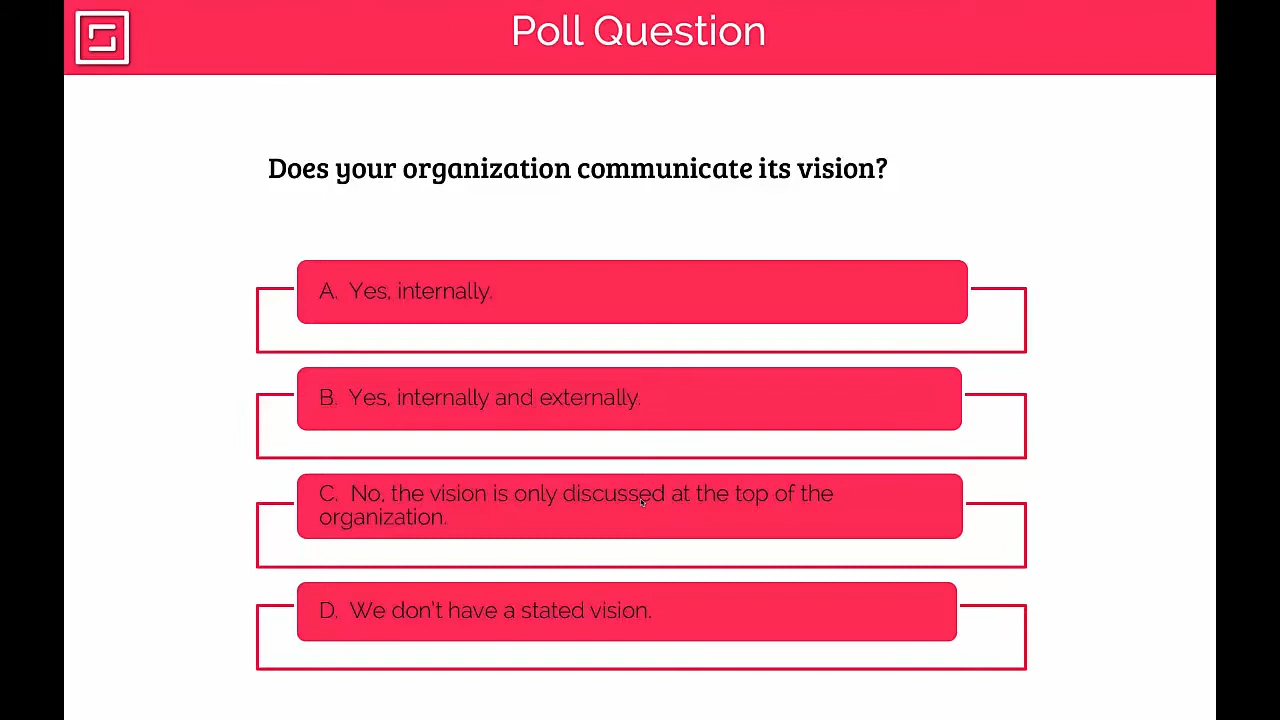 Poll Question
Does your organization communicate its vision?
A. Yes, internally.
B. Yes, internally and externally.
C. No, the vision is only discussed at the top of the
organization.
D. We don't have a stated vision.